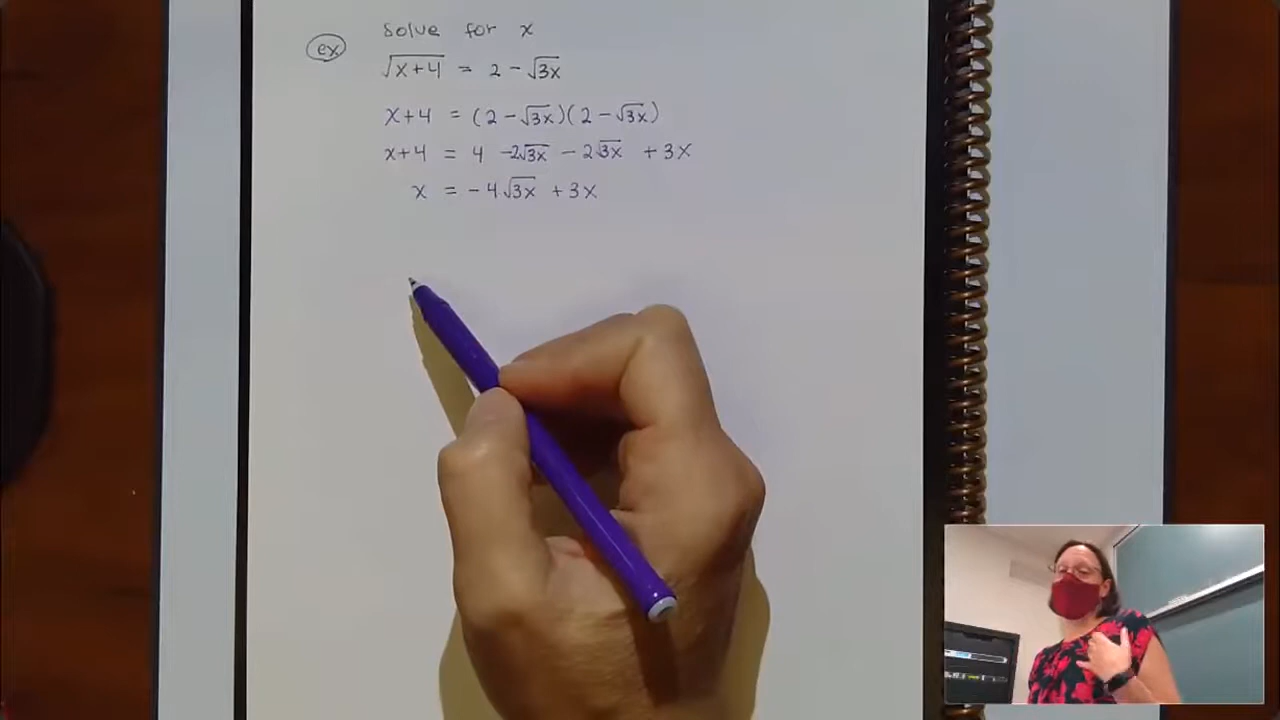 ex solve for x
√x+4 = 2 - √3x
x+4 = (2-√3x)(2-√3x)
x+4 = 4 -2√3x - 2√3x + 3x
x = -4√3x + 3x